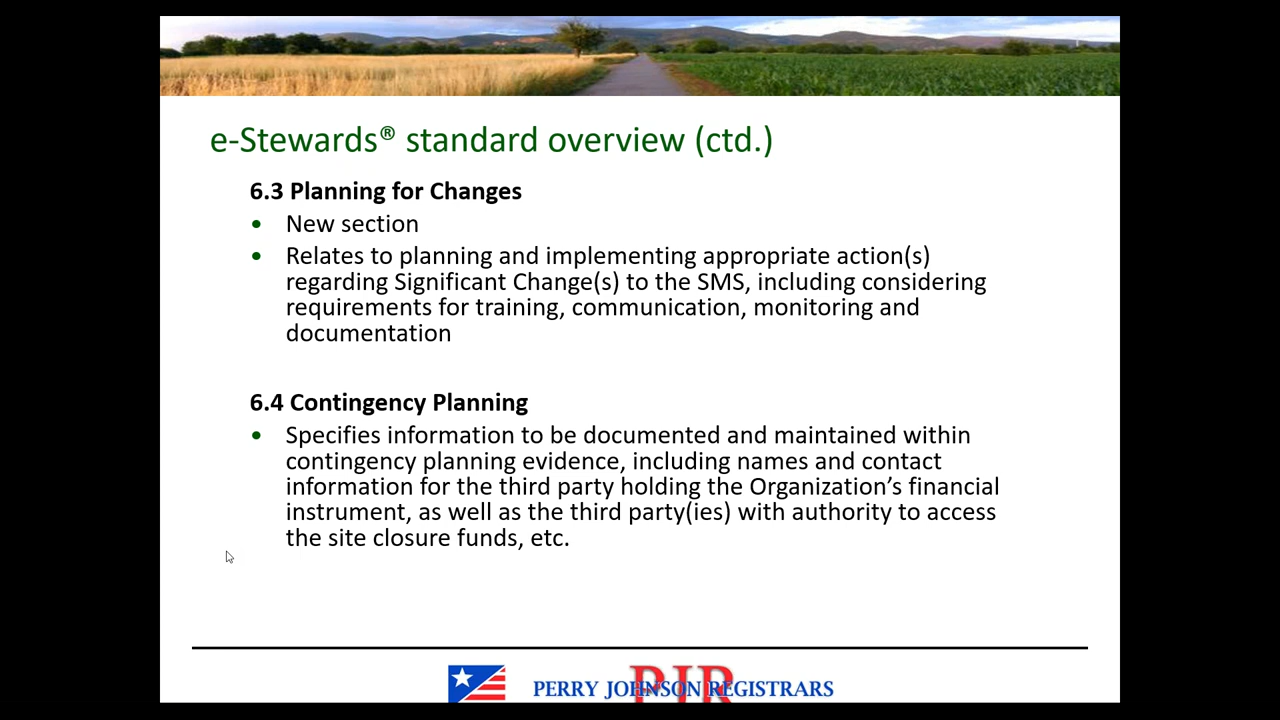 e-Stewards® standard overview (ctd.)
6.3 Planning for Changes
• New section
• Relates to planning and implementing appropriate action(s)
regarding Significant Change(s) to the SMS, including considering
requirements for training, communication, monitoring and
documentation
6.4 Contingency Planning
• Specifies information to be documented and maintained within
contingency planning evidence, including names and contact
information for the third party holding the Organization’s financial
instrument, as well as the third party(ies) with authority to access
the site closure funds, etc.
PJR
PERRY JOHNSON REGISTRARS